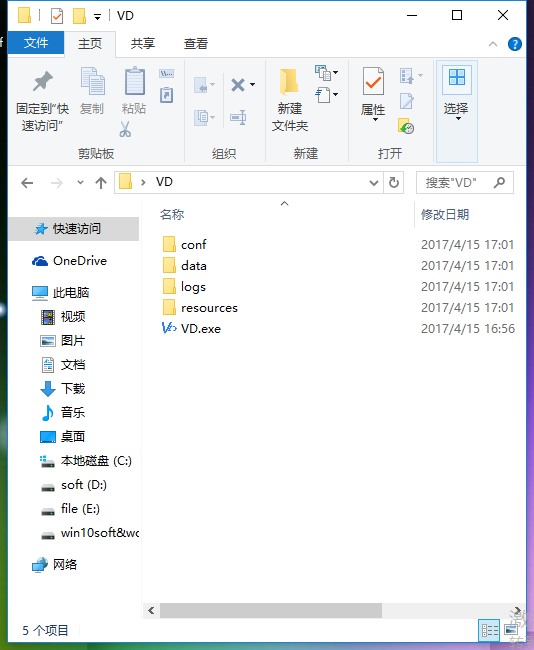 VD
文件 主页 共享 查看
固定到“快
速访问”
复制
粘贴
新建
文件夹
属性
选择
剪贴板 组织 新建 打开
VD
搜索"VD"
名称 修改日期
快速访问
OneDrive
此电脑
视频
图片
文档
下载
音乐
桌面
本地磁盘 (C:)
soft (D:)
file (E:)
win10soft&wo
网络
conf 2017/4/15 17:01
data 2017/4/15 17:01
logs 2017/4/15 17:01
resources 2017/4/15 17:01
VD.exe 2017/4/15 16:56
5 个项目
激